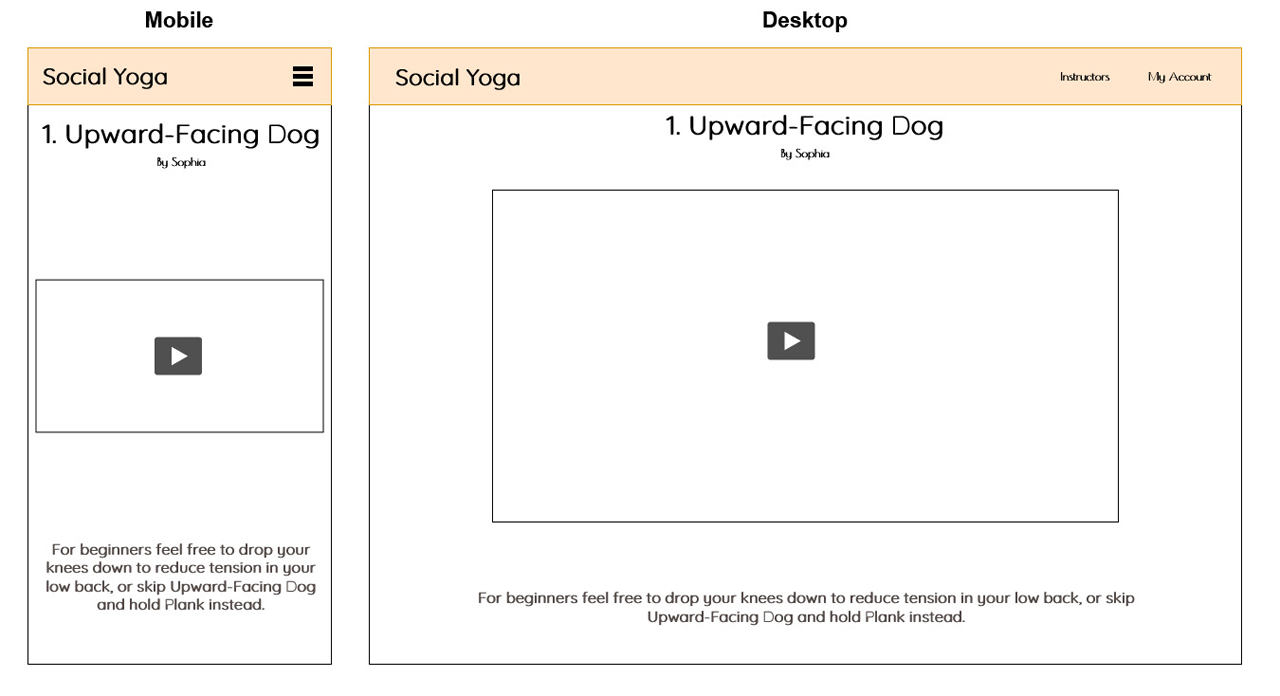 Mobile
Desktop
Social Yoga
1. Upward-Facing Dog
By Sophia
For beginners feel free to drop your
knees down to reduce tension in your
low back, or skip Upward-Facing Dog
and hold Plank instead.
Social Yoga
Instructors
My Account
1. Upward-Facing Dog
By Sophia
For beginners feel free to drop your knees down to reduce tension in your low back, or skip
Upward-Facing Dog and hold Plank instead.